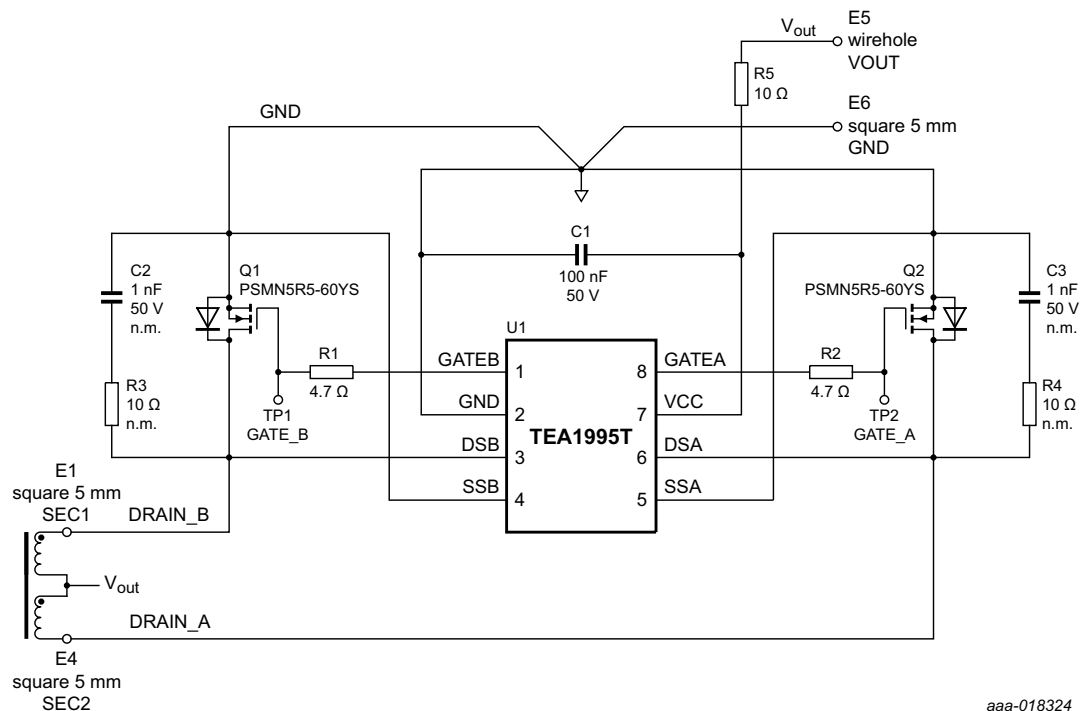 V_out
E5
wirehole
VOUT
R5
10 Ω
E6
square 5 mm
GND
GND
C1
100 nF
50 V
C2
1 nF
50 V
n.m.
Q1
PSMN5R5-60YS
Q2
PSMN5R5-60YS
C3
1 nF
50 V
n.m.
R3
10 Ω
n.m.
R1
4.7 Ω
TP1
GATE_B
U1
GATEB
1
8
GATEA
GND
2
7
VCC
TEA1995T
DSB
3
6
DSA
SSB
4
5
SSA
R2
4.7 Ω
TP2
GATE_A
R4
10 Ω
n.m.
E1
square 5 mm
SEC1
DRAIN_B
V_out
DRAIN_A
E4
square 5 mm
SEC2
aaa-018324